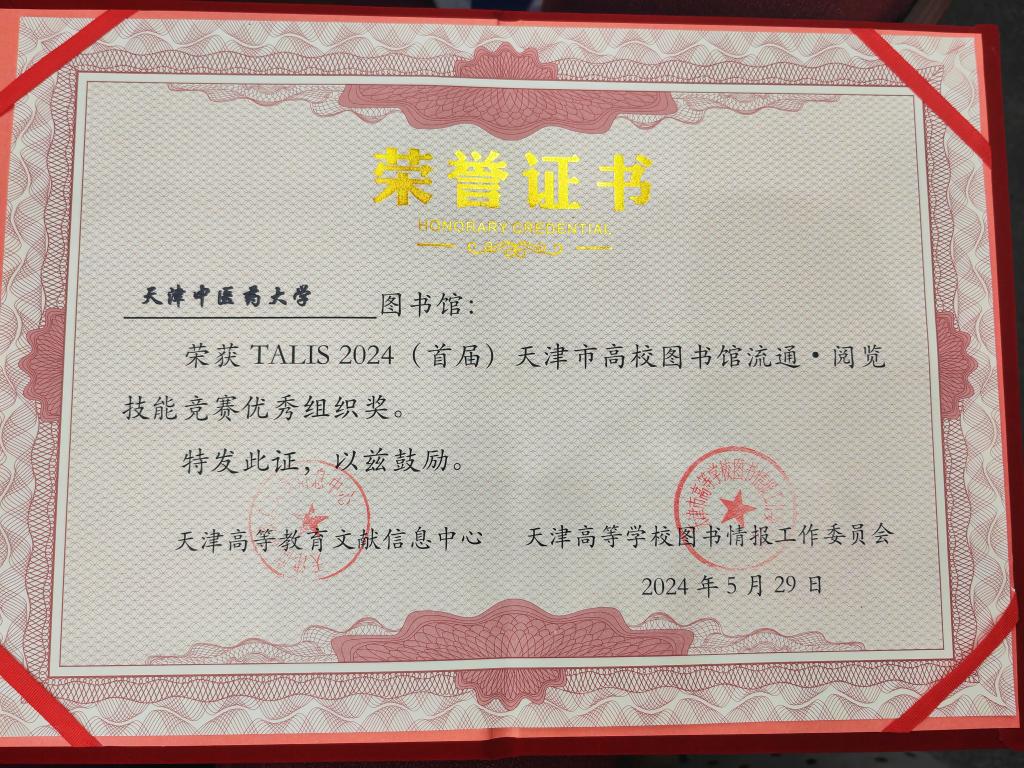 荣誉证书
HONORARY CREDENTIAL
天津中医药大学图书馆：
荣获 TALIS 2024（首届）天津市高校图书馆流通·阅览
技能竞赛优秀组织奖。
特发此证，以兹鼓励。
天津高等教育文献信息中心 天津高等学校图书情报工作委员会
2024 年 5 月 29 日